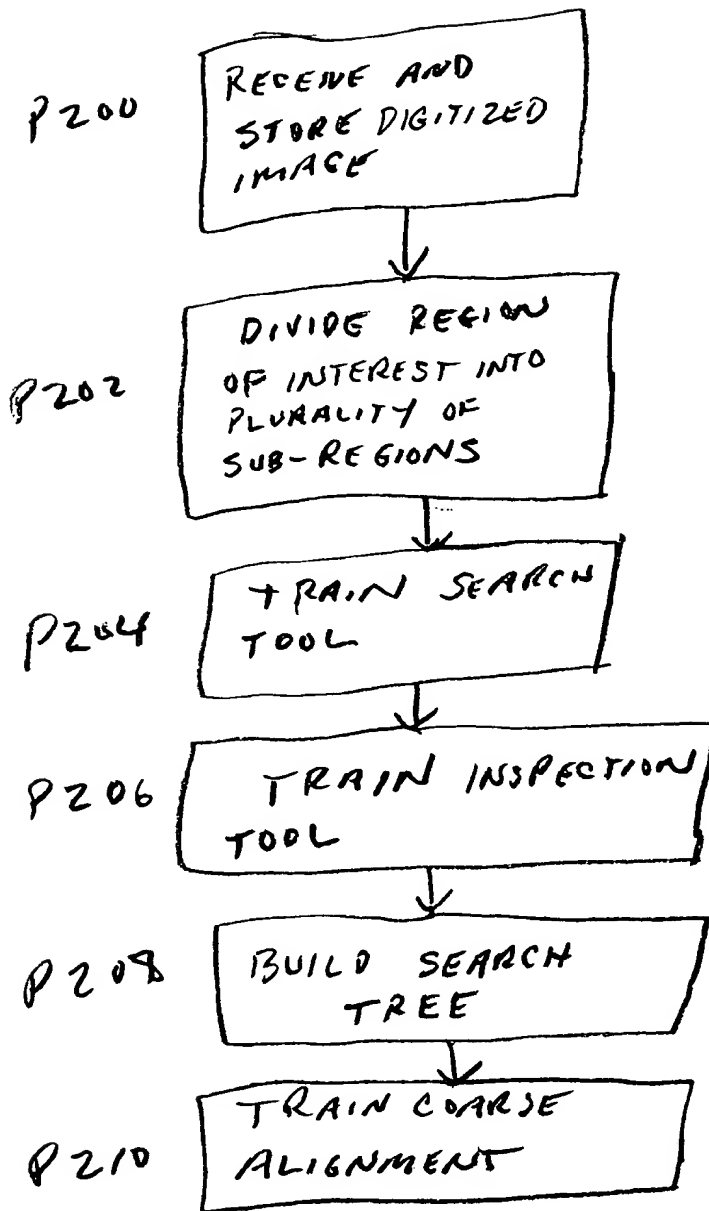 P200
RECEIVE AND
STORE DIGITIZED
IMAGE
P202
DIVIDE REGION
OF INTEREST INTO
PLURALITY OF
SUB-REGIONS
P204
TRAIN SEARCH
TOOL
P206
TRAIN INSPECTION
TOOL
P208
BUILD SEARCH
TREE
P210
TRAIN COARSE
ALIGNMENT